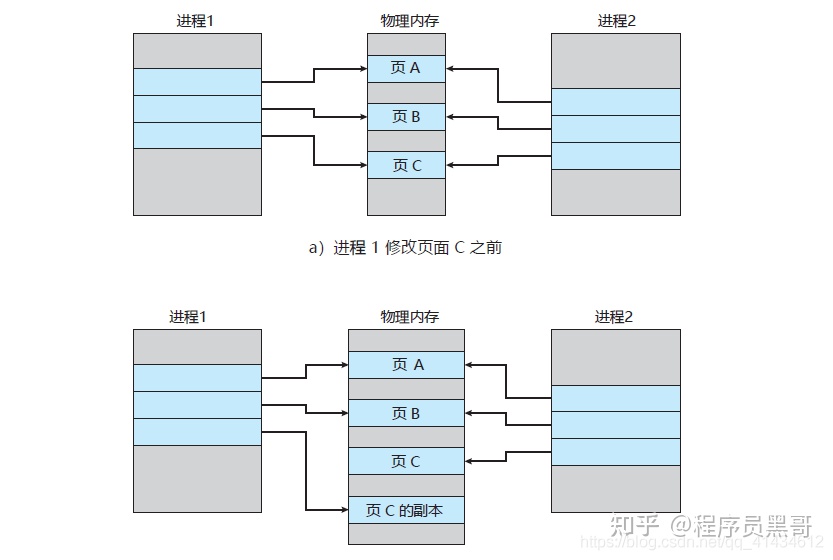 进程1 物理内存 进程2
页 A
页 B
页 C
a）进程 1 修改页面 C 之前
进程1 物理内存 进程2
页 A
页 B
页 C
页 C 的副本
知乎 @程序员黑哥
https://blog.csdn.net/qq_41434612